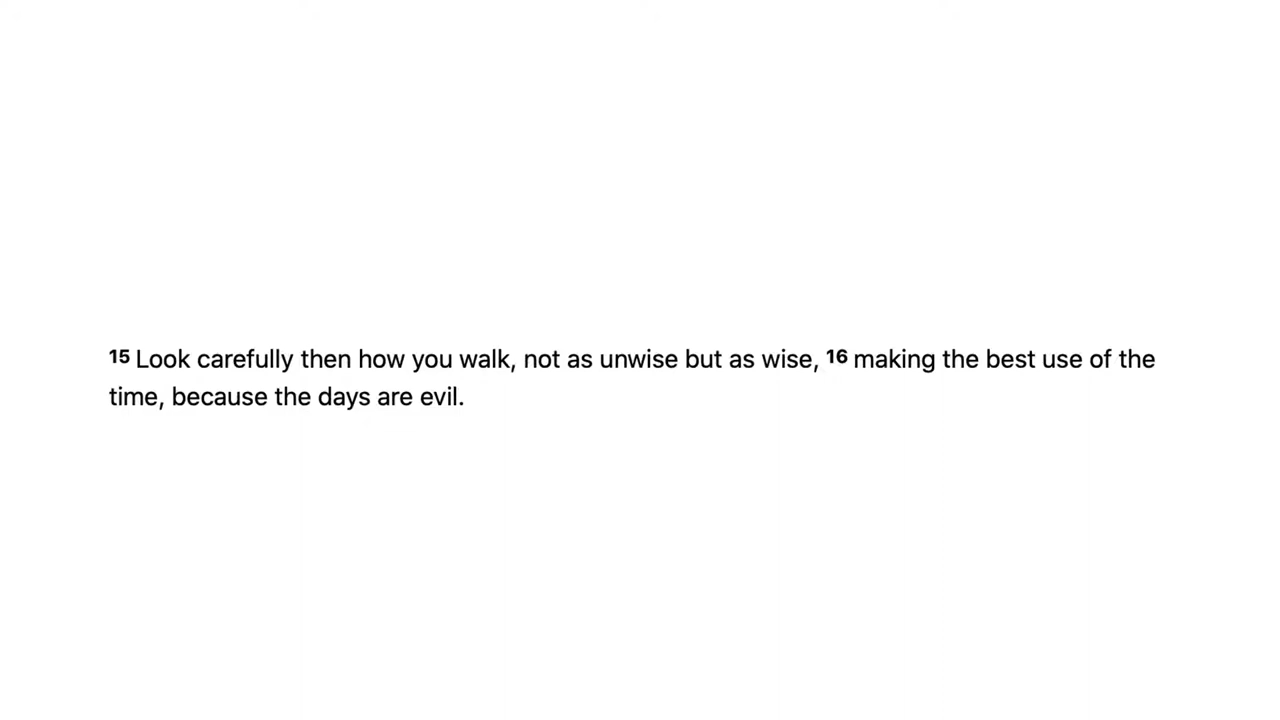 15 Look carefully then how you walk, not as unwise but as wise, 16 making the best use of the
time, because the days are evil.